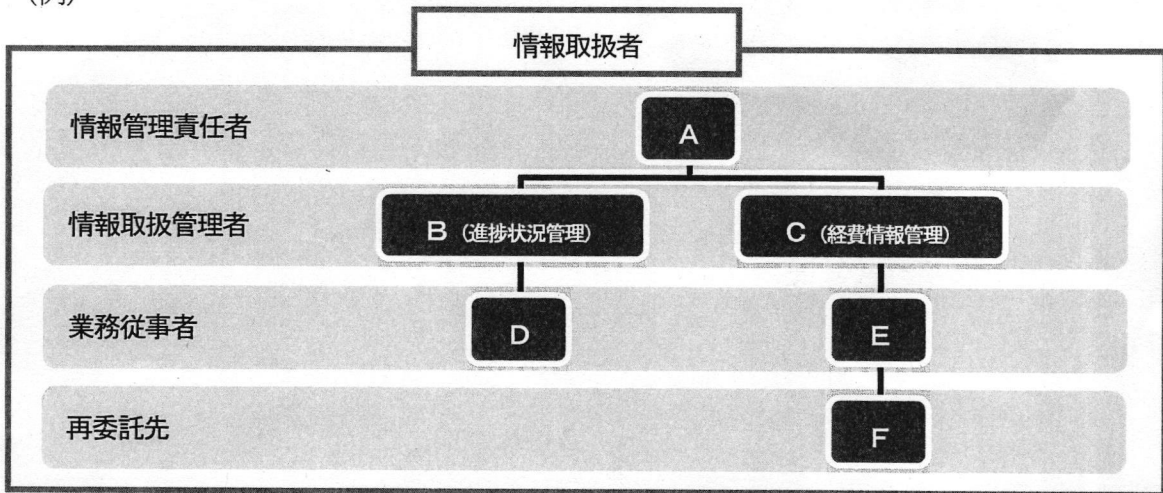 （例）
情報取扱者
情報管理責任者
A
情報取扱管理者
B（進捗状況管理）
C（経費情報管理）
業務従事者
D
E
再委託先
F